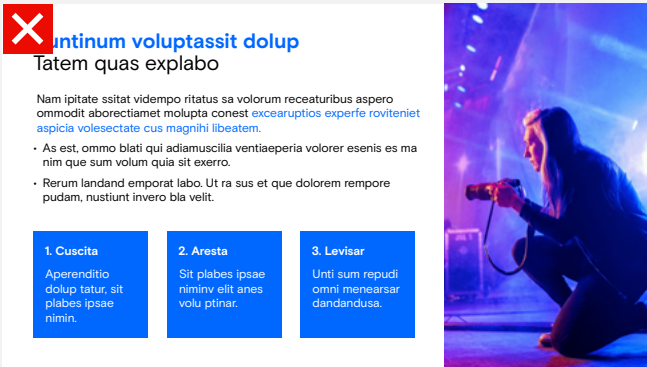 untinum voluptassit dolup
Tatem quas explabo
Nam ipitate ssitat vidempo ritatus sa volorum receaturibus aspero
ommodit aborectiamet molupta conest excearuptios experfe roviteniet
aspicia volesectate cus magnihi libeatem.
• As est, ommo blati qui adiamuscilia ventiaeperia volorer esenis es ma
nim que sum volum quia sit exerro.
• Rerum landand emporat labo. Ut ra sus et que dolorem rempore
pudam, nustiunt invero bla velit.
1. Cuscita
Aperenditio
dolup tatur, sit
plabes ipsae
nimin.
2. Aresta
Sit plabes ipsae
niminv elit anes
volu ptinar.
3. Levisar
Unti sum repudi
omni menearsar
dandandusa.